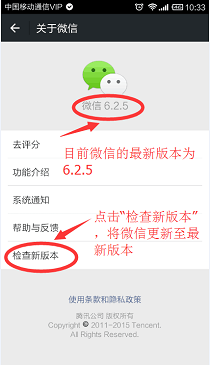 中国移动通信VIP 10:33
关于微信
微信 6.2.5
去评分
目前微信的最新版本为
6.2.5
功能介绍
系统通知
点击“检查新版本”
，将微信更新至最
新版本
帮助与反馈
检查新版本
使用条款和隐私政策
腾讯公司 版权所有
Copyright © 2011-2015 Tencent.
All Rights Reserved.